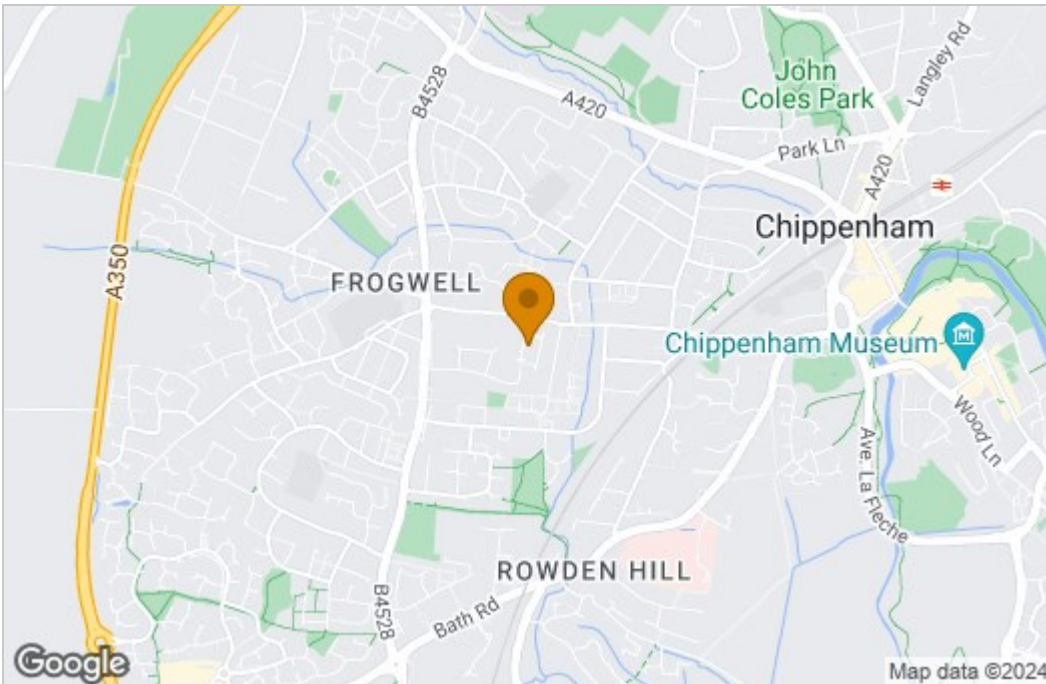 John
Coles Park
Langley Rd
B4528
A420
Park Ln
A420
Chippenham
A350
FROGWELL
Chippenham Museum
M
Wood Ln
Ave. La Fleche
ROWDEN HILL
B4528
Bath Rd
Google
Map data ©2024